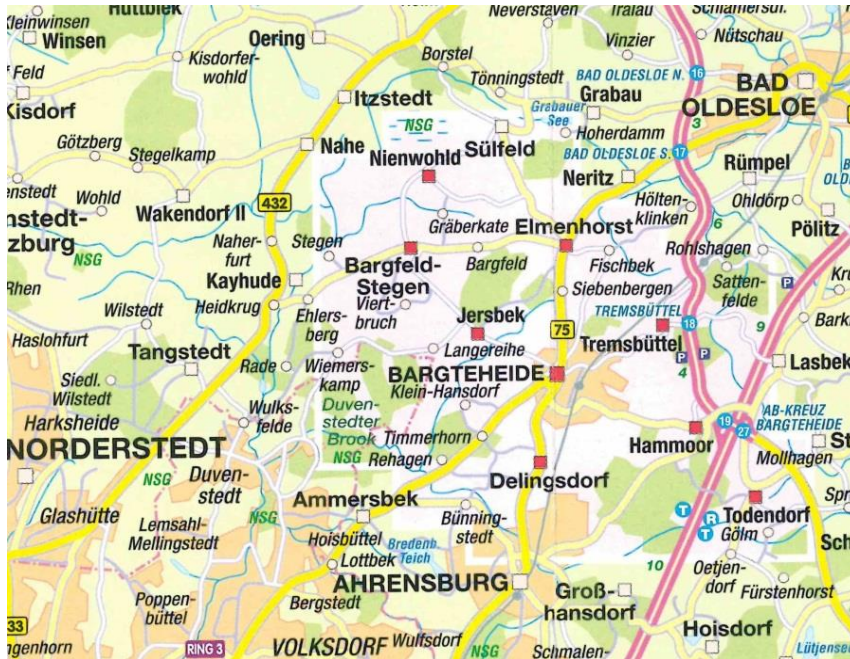 Hüttblek
Kleinwinsen
Winsen
Oering
Kisdorfer-
wohld
Borstel
Neverstaven
Tralau
Vinzier
Nütschau
BAD OLDESLOE N.
16
BAD
OLDESLOE
Feld
Kisdorf
Itzstedt
Tönningstedt
Grabauer
See
Grabau
3
Götzberg
Stegelkamp
Nahe
NSG
Nienwohld
Sülfeld
Hoherdamm
BAD OLDESLOE S.
17
Neritz
Rümpel
Wohld
Wakendorf II
432
Gräberkate
Elmenhorst
Hölten-
klinken
6
Ohldörp
Pölitz
NSG
Naher-
furt
Stegen
Bargfeld-
Stegen
Bargfeld
Fischbek
Rohlshagen
Rhen
Kayhude
Siebenbergen
Satten-
felde
P
Wilstedt
Heidkrug
Ehlers-
berg
Viert-
bruch
Jersbek
75
TREMSBÜTTEL
18
Tremsbüttel
9
Haslohfurt
Tangstedt
Rade
Wiemers-
kamp
Langereihe
P
P
4
Lasbek
Siedl.
Wilstedt
BARGTEHEIDE
Harksheide
Wulks-
felde
Klein-Hansdorf
Duven-
stedter
Brook
NSG
Timmerhorn
19
27
AB-KREUZ
BARGTEHEIDE
NORDERSTEDT
Rehagen
Hammoor
Mollhagen
NSG
Duven-
stedt
Delingsdorf
Glashütte
Lemsahl-
Mellingstedt
NSG
Ammersbek
Bünning-
stedt
T
R
T
Todendorf
Gölm
Hoisbüttel
Lottbek
Bredenb.
Teich
10
Oetjen-
dorf
AHRENSBURG
Groß-
hansdorf
Fürstenhorst
Poppen-
büttel
Bergstedt
33
RING 3
VOLKSDORF
Wulfsdorf
NSG
Schmalen-
Hoisdorf